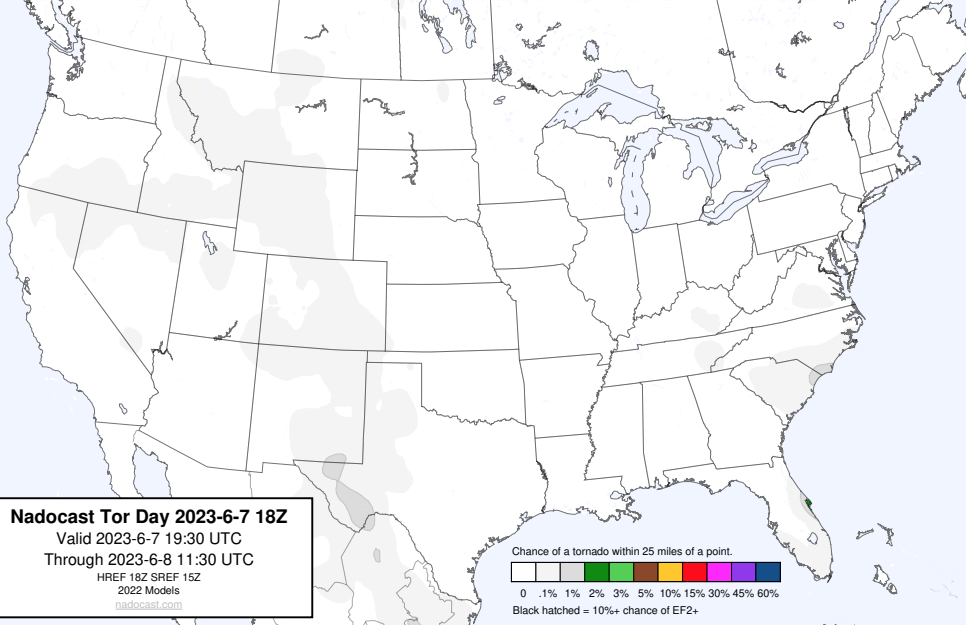 Nadocast Tor Day 2023-6-7 18Z
Valid 2023-6-7 19:30 UTC
Through 2023-6-8 11:30 UTC
HREF 18Z SREF 15Z
2022 Models
nadocast.com
Chance of a tornado within 25 miles of a point.
0 .1% 1% 2% 3% 5% 10% 15% 30% 45% 60%
Black hatched = 10%+ chance of EF2+